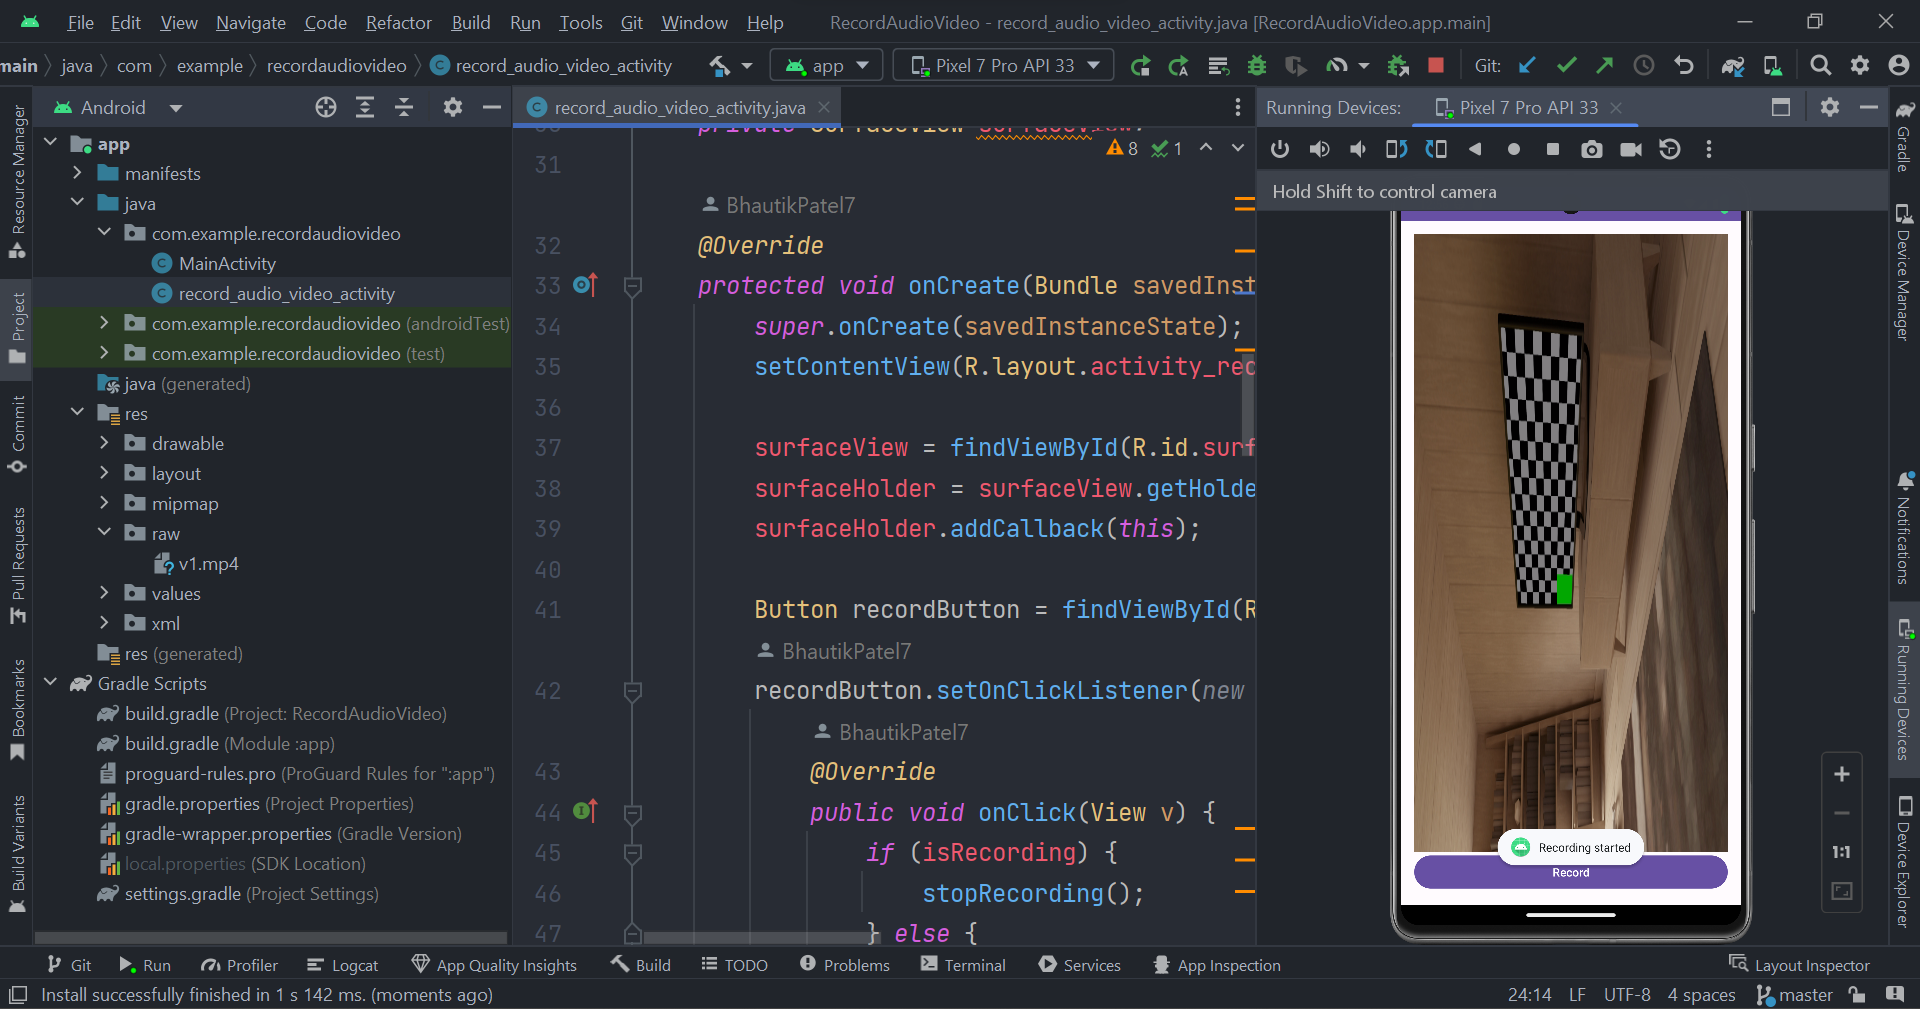 File Edit View Navigate Code Refactor Build Run Tools Git Window Help RecordAudioVideo - record_audio_video_activity.java [RecordAudioVideo.app.main]
main java com example recordaudiovideo record_audio_video_activity app Pixel 7 Pro API 33 Git:
Android
record_audio_video_activity.java
Running Devices: Pixel 7 Pro API 33
Hold Shift to control camera
Resource Manager
Project
Commit
Pull Requests
Bookmarks
Build Variants
app
manifests
java
com.example.recordaudiovideo
MainActivity
record_audio_video_activity
com.example.recordaudiovideo (androidTest)
com.example.recordaudiovideo (test)
java (generated)
res
drawable
layout
mipmap
raw
v1.mp4
values
xml
res (generated)
Gradle Scripts
build.gradle (Project: RecordAudioVideo)
build.gradle (Module :app)
proguard-rules.pro (ProGuard Rules for ":app")
gradle.properties (Project Properties)
gradle-wrapper.properties (Gradle Version)
local.properties (SDK Location)
settings.gradle (Project Settings)
8 1
31
BhautikPatel7
32 @Override
33 protected void onCreate(Bundle savedInst
34 super.onCreate(savedInstanceState);
35 setContentView(R.layout.activity_rec
36
37 surfaceView = findViewById(R.id.surf
38 surfaceHolder = surfaceView.getHolde
39 surfaceHolder.addCallback(this);
40
41 Button recordButton = findViewById(R
BhautikPatel7
42 recordButton.setOnClickListener(new
BhautikPatel7
43 @Override
44 public void onClick(View v) {
45 if (isRecording) {
46 stopRecording();
47 } else {
Recording started
Record
1:1
Gradle
Device Manager
Notifications
Running Devices
Device Explorer
Git Run Profiler Logcat App Quality Insights Build TODO Problems Terminal Services App Inspection Layout Inspector
Install successfully finished in 1 s 142 ms. (moments ago) 24:14 LF UTF-8 4 spaces master